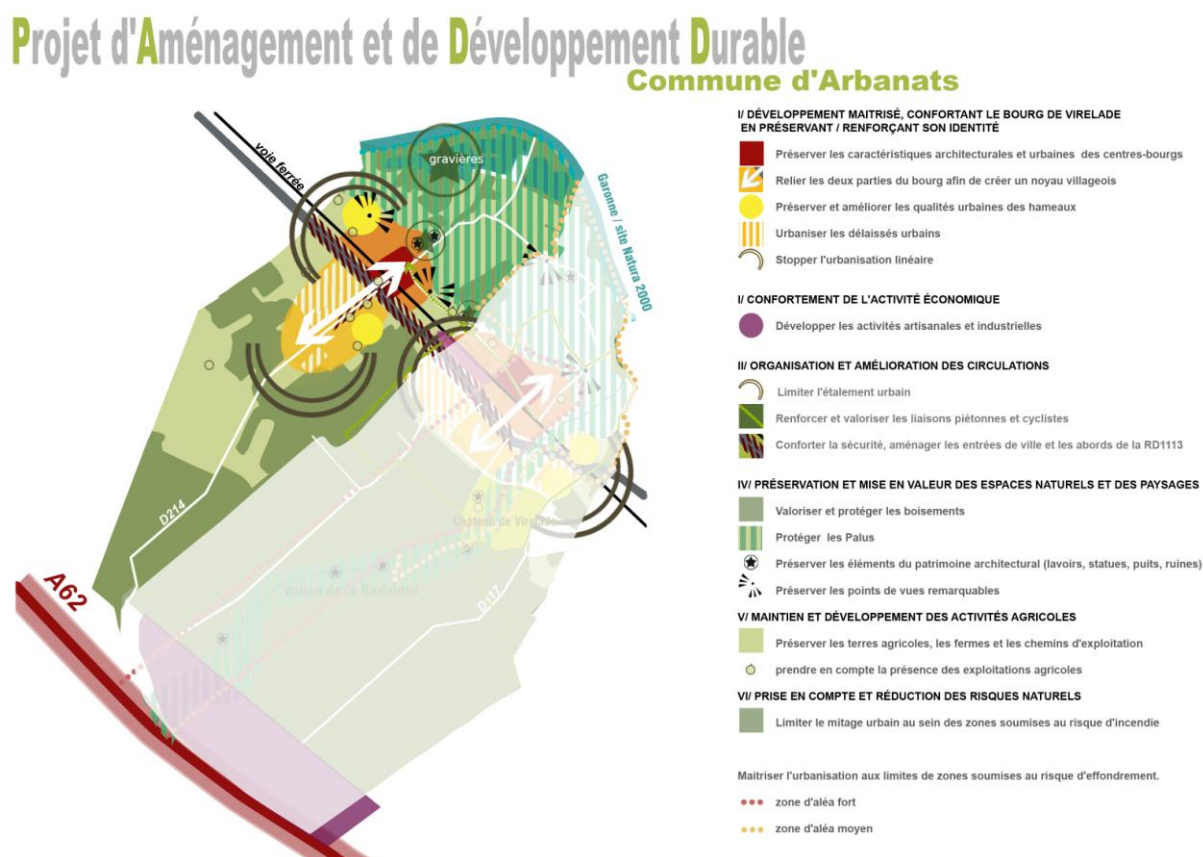 Projet d'Aménagement et de Développement Durable
Commune d'Arbanats
voie ferrée
gravières
Garonne / site Natura 2000
Chateau de Virelade
Vallon de la Barboue
D214
D117
A62
I/ DÉVELOPPEMENT MAITRISÉ, CONFORTANT LE BOURG DE VIRELADE
EN PRÉSERVANT / RENFORÇANT SON IDENTITÉ
Préserver les caractéristiques architecturales et urbaines des centres-bourgs
Relier les deux parties du bourg afin de créer un noyau villageois
Préserver et améliorer les qualités urbaines des hameaux
Urbaniser les délaissés urbains
Stopper l'urbanisation linéaire
I/ CONFORTEMENT DE L'ACTIVITÉ ÉCONOMIQUE
Développer les activités artisanales et industrielles
II/ ORGANISATION ET AMÉLIORATION DES CIRCULATIONS
Limiter l'étalement urbain
Renforcer et valoriser les liaisons piétonnes et cyclistes
Conforter la sécurité, aménager les entrées de ville et les abords de la RD1113
IV/ PRÉSERVATION ET MISE EN VALEUR DES ESPACES NATURELS ET DES PAYSAGES
Valoriser et protéger les boisements
Protéger les Palus
Préserver les éléments du patrimoine architectural (lavoirs, statues, puits, ruines)
Préserver les points de vues remarquables
V/ MAINTIEN ET DÉVELOPPEMENT DES ACTIVITÉS AGRICOLES
Préserver les terres agricoles, les fermes et les chemins d'exploitation
prendre en compte la présence des exploitations agricoles
VI/ PRISE EN COMPTE ET RÉDUCTION DES RISQUES NATURELS
Limiter le mitage urbain au sein des zones soumises au risque d'incendie
Maitriser l'urbanisation aux limites de zones soumises au risque d'effondrement.
zone d'aléa fort
zone d'aléa moyen